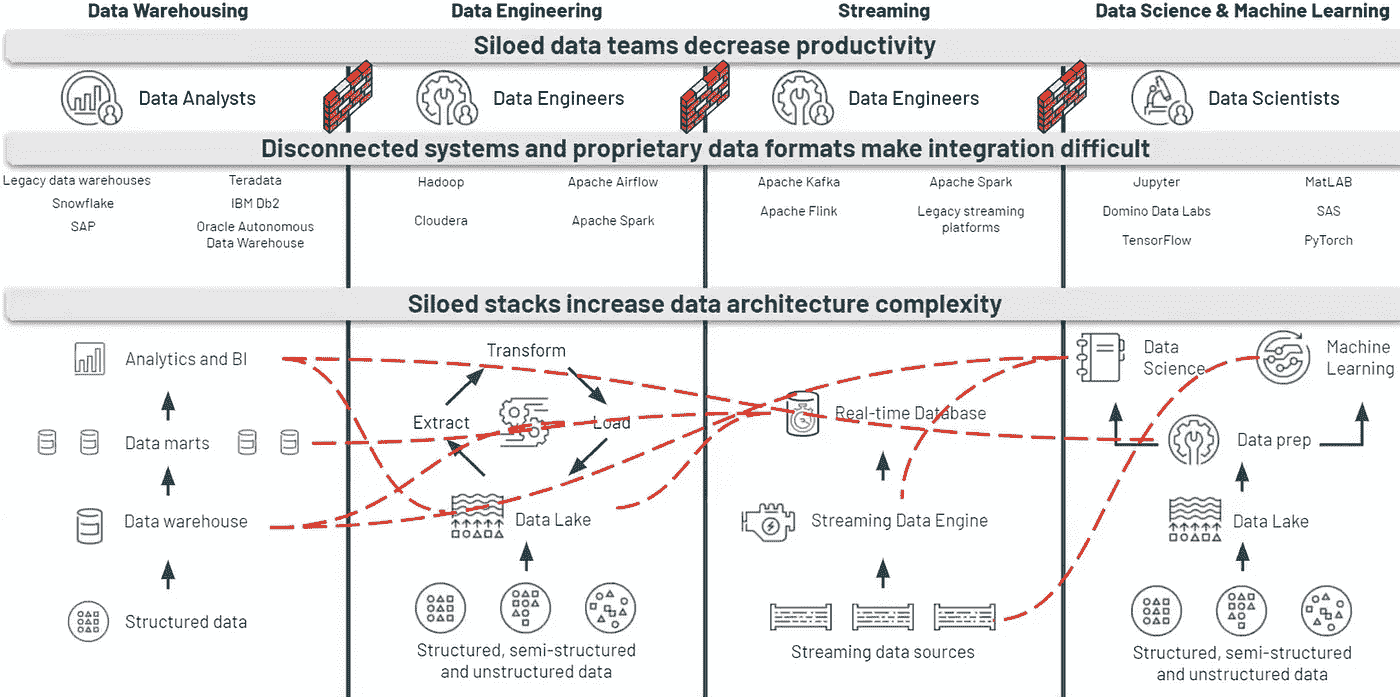 Data Warehousing
Data Engineering
Streaming
Data Science & Machine Learning
Siloed data teams decrease productivity
Data Analysts
Data Engineers
Data Engineers
Data Scientists
Disconnected systems and proprietary data formats make integration difficult
Legacy data warehouses
Snowflake
SAP
Teradata
IBM Db2
Oracle Autonomous
Data Warehouse
Hadoop
Cloudera
Apache Airflow
Apache Spark
Apache Kafka
Apache Flink
Apache Spark
Legacy streaming
platforms
Jupyter
Domino Data Labs
TensorFlow
MatLAB
SAS
PyTorch
Siloed stacks increase data architecture complexity
Analytics and BI
Data marts
Data warehouse
Structured data
Transform
Extract
Load
Data Lake
Structured, semi-structured
and unstructured data
Real-time Database
Streaming Data Engine
Streaming data sources
Data
Science
Machine
Learning
Data prep
Data Lake
Structured, semi-structured
and unstructured data